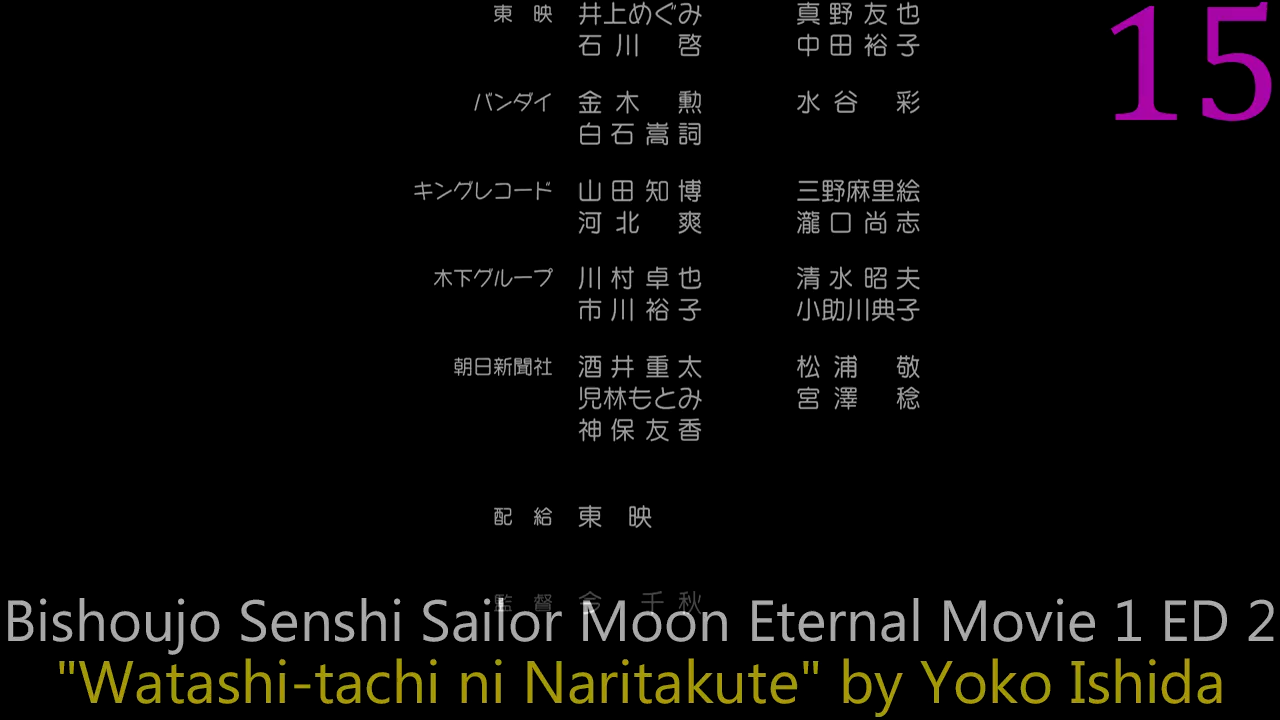 15
東映 井上めぐみ 真野友也
石川 啓 中田裕子
バンダイ 金木 勲 水谷 彩
白石嵩詞
キングレコード 山田知博 三野麻里絵
河北 爽 瀧口尚志
木下グループ 川村卓也 清水昭夫
市川裕子 小助川典子
朝日新聞社 酒井重太 松浦 敬
児林もとみ 宮澤 稔
神保友香
配給 東映
監督 今 千秋
Bishoujo Senshi Sailor Moon Eternal Movie 1 ED 2
"Watashi-tachi ni Naritakute" by Yoko Ishida